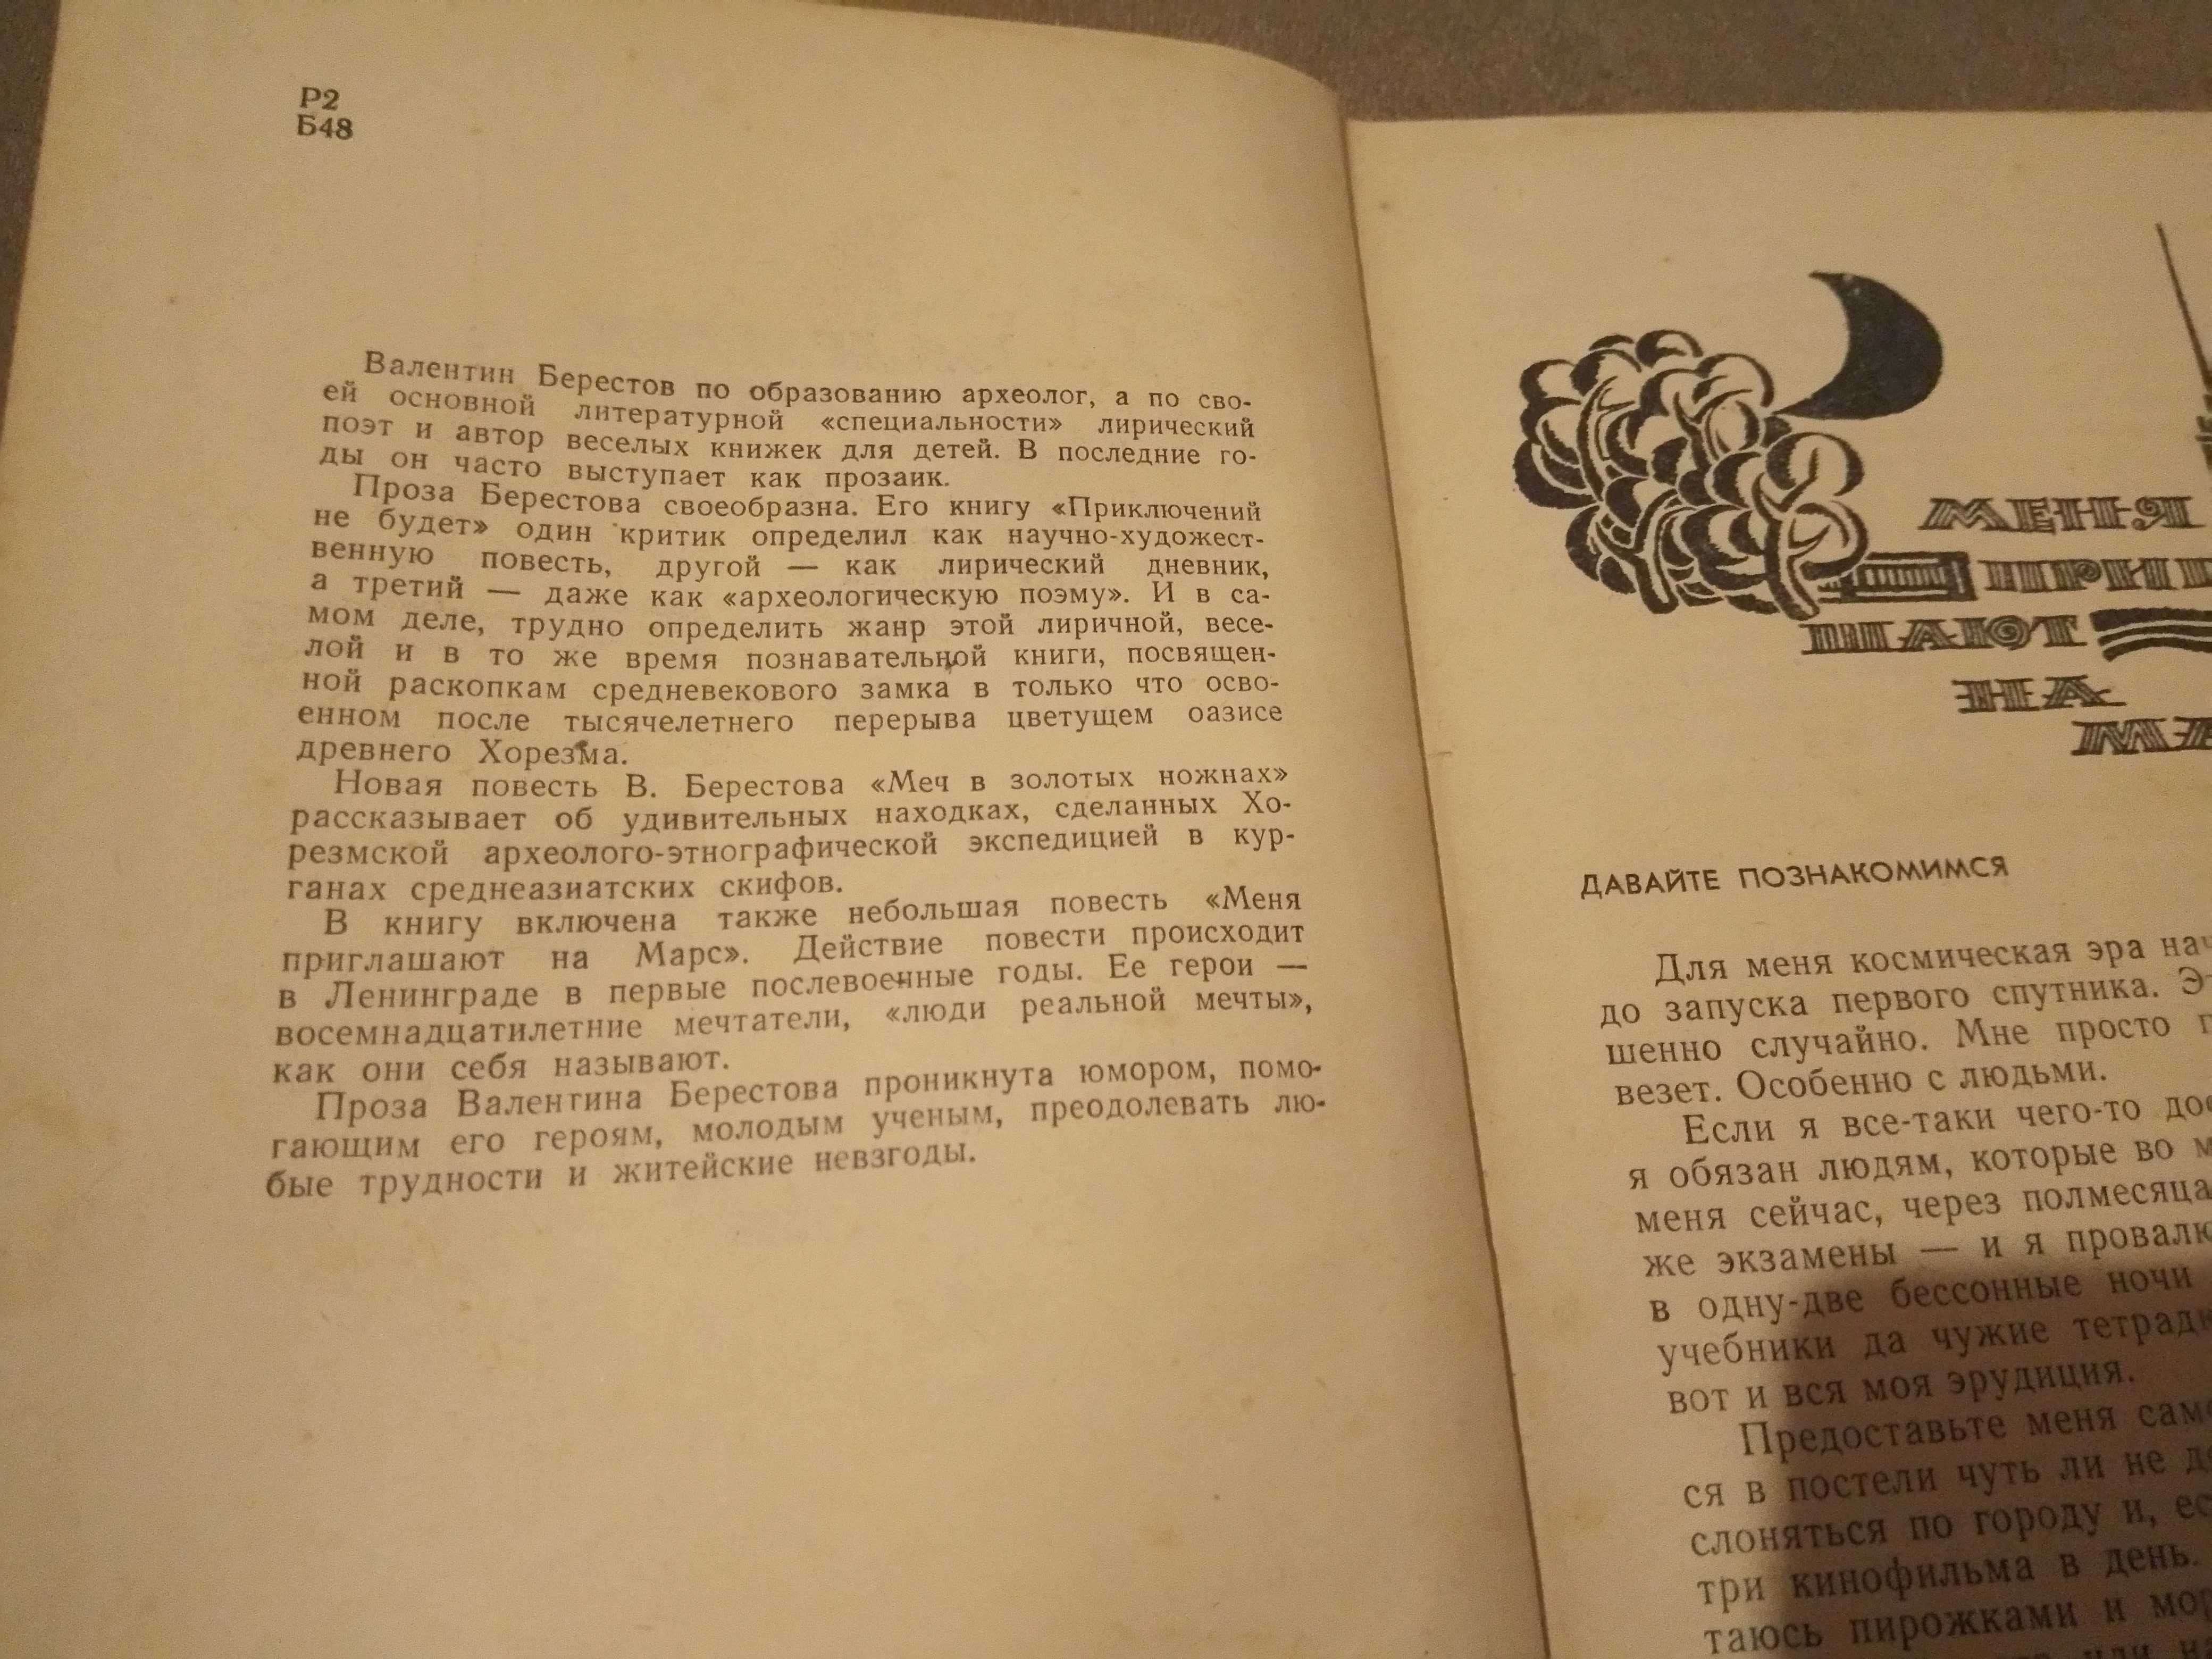 Р2
Б48
Валентин Берестов по образованию археолог, а по сво-
ей основной литературной «специальности» лирический
поэт и автор веселых книжек для детей. В последние го-
ды он часто выступает как прозаик.
Проза Берестова своеобразна. Его книгу «Приключений
не будет» один критик определил как научно-художест-
венную повесть, другой — как лирический дневник,
а третий — даже как «археологическую поэму». И в са-
мом деле, трудно определить жанр этой лиричной, весе-
лой и в то же время познавательной книги, посвящен-
ной раскопкам средневекового замка в только что осво-
енном после тысячелетнего перерыва цветущем оазисе
древнего Хорезма.
Новая повесть В. Берестова «Меч в золотых ножнах»
рассказывает об удивительных находках, сделанных Хо-
резмской археолого-этнографической экспедицией в кур-
ганах среднеазиатских скифов.
В книгу включена также небольшая повесть «Меня
приглашают на Марс». Действие повести происходит
в Ленинграде в первые послевоенные годы. Ее герои —
восемнадцатилетние мечтатели, «люди реальной мечты»,
как они себя называют.
Проза Валентина Берестова проникнута юмором, помо-
гающим его героям, молодым ученым, преодолевать лю-
бые трудности и житейские невзгоды.
МЕНЯ
ШАЮТ
НА
ДАВАЙТЕ ПОЗНАКОМИМСЯ
Для меня космическая эра
до запуска первого спутника.
шенно случайно. Мне просто
везет. Особенно с людьми.
Если я все-таки чего-то
я обязан людям, которые во
меня сейчас, через полмесяца
же экзамены — и я
в одну-две бессонные ночи
учебники да чужие
вот и вся моя эрудиция.
Предоставьте меня
ся в постели чуть ли не
слоняться по городу и,
три кинофильма в день.
таюсь пирожками и